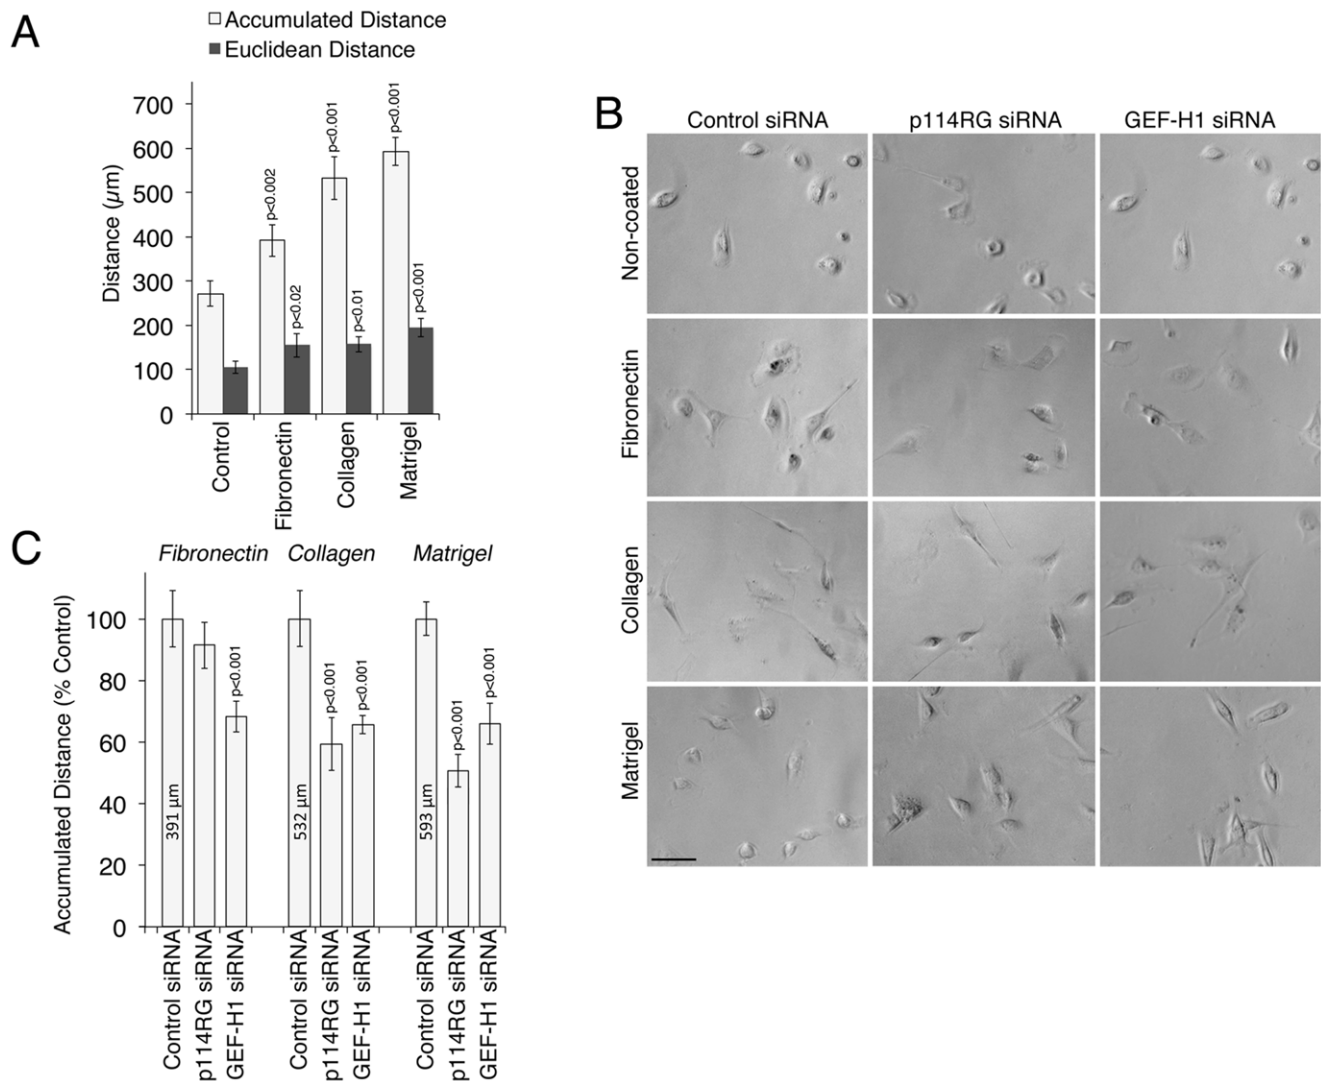 A
Accumulated Distance
Euclidean Distance
Distance (µm)
700
600
500
400
300
200
100
0
p<0.002
p<0.02
p<0.001
p<0.01
p<0.001
p<0.001
Control
Fibronectin
Collagen
Matrigel
B
Control siRNA
p114RG siRNA
GEF-H1 siRNA
Non-coated
Fibronectin
Collagen
Matrigel
C
Fibronectin
Collagen
Matrigel
Accumulated Distance (% Control)
100
80
60
40
20
0
391 µm
p<0.001
532 µm
p<0.001
p<0.001
593 µm
p<0.001
p<0.001
Control siRNA
p114RG siRNA
GEF-H1 siRNA
Control siRNA
p114RG siRNA
GEF-H1 siRNA
Control siRNA
p114RG siRNA
GEF-H1 siRNA